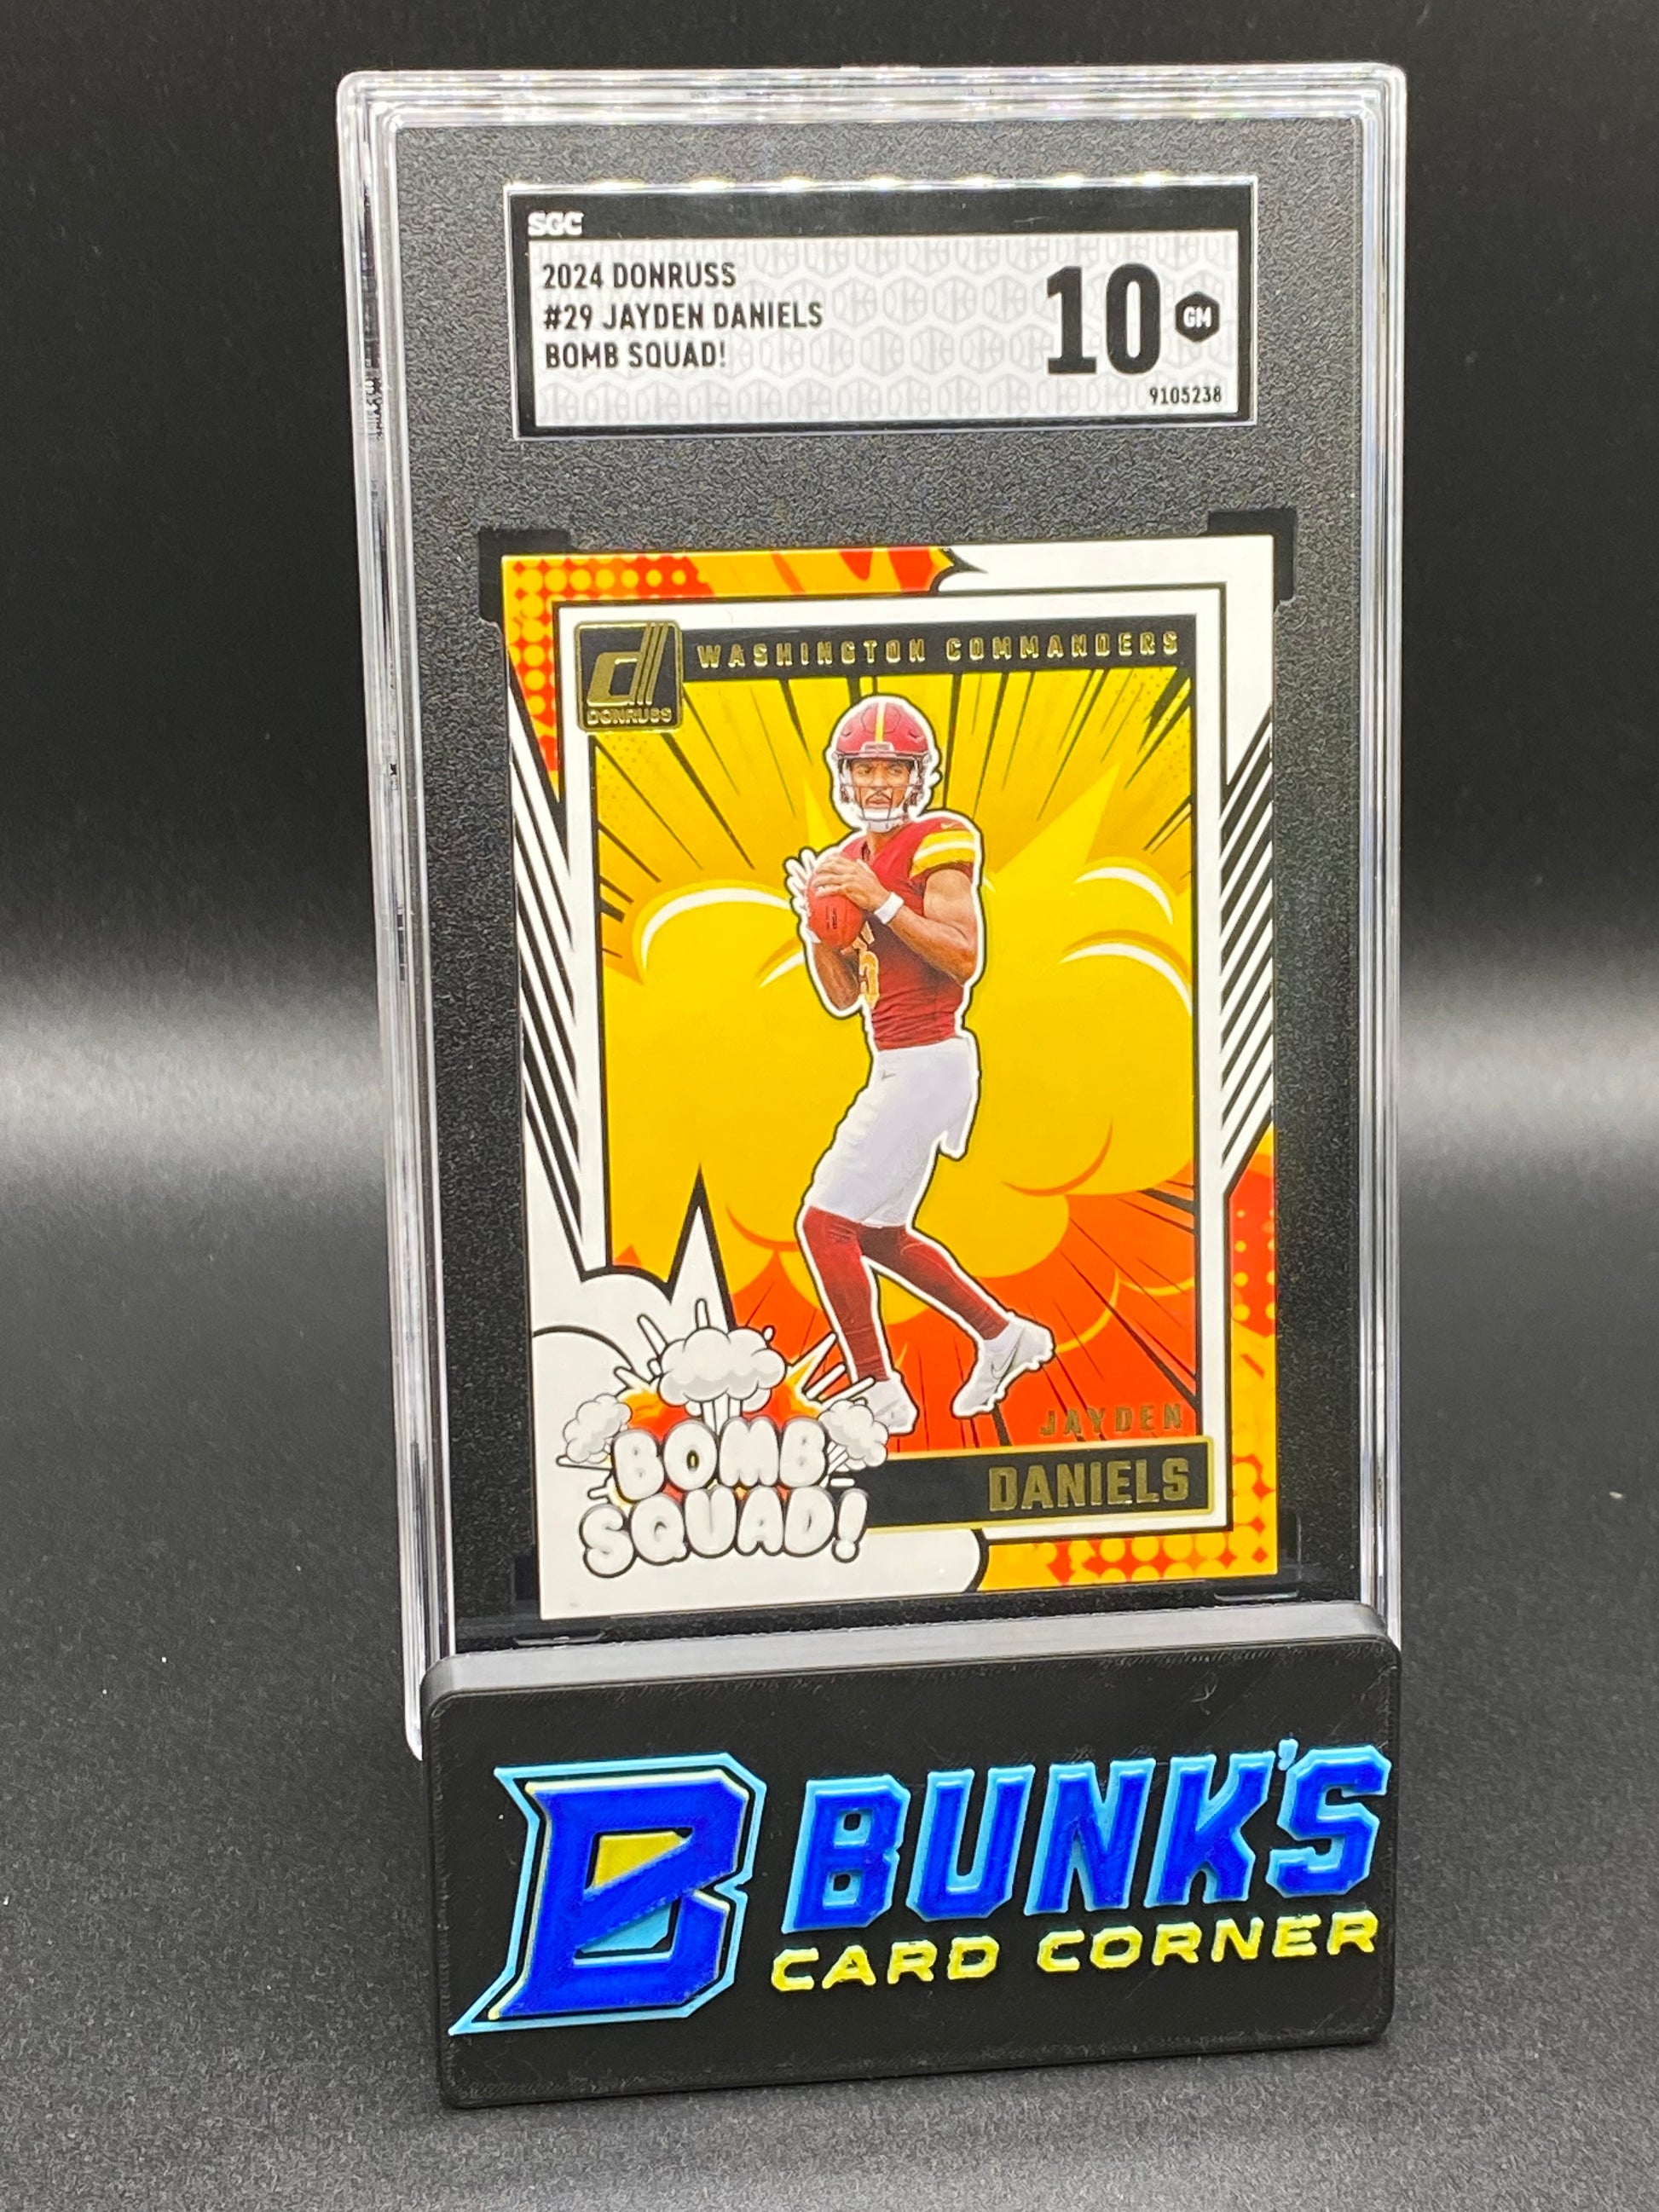 SGC
2024 DONRUSS
#29 JAYDEN DANIELS
BOMB SQUAD!
10 GM
9105238
d
DONRUSS
WASHINGTON COMMANDERS
5
JAYDEN
DANIELS
BOMB
SQUAD!
B
BUNK'S
CARD CORNER